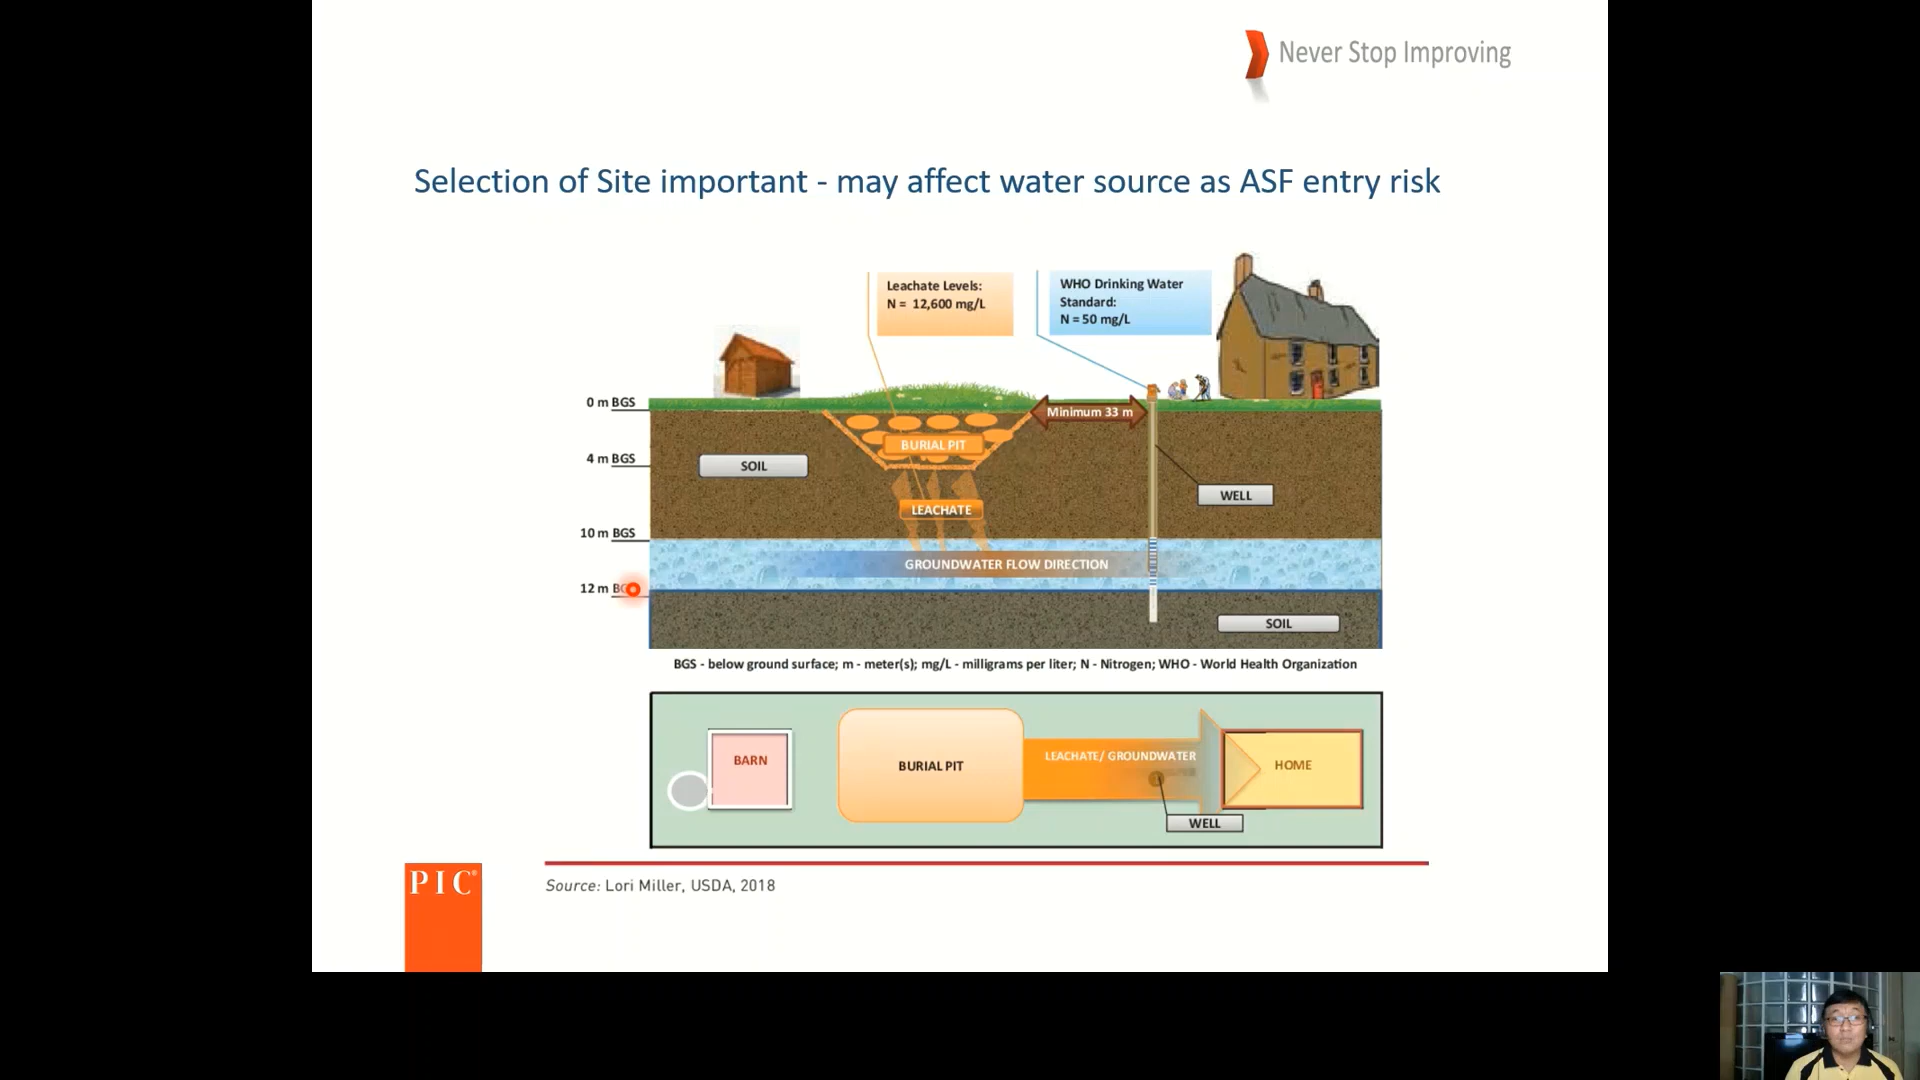 Never Stop Improving
Selection of Site important - may affect water source as ASF entry risk
Leachate Levels:
N = 12,600 mg/L
WHO Drinking Water
Standard:
N = 50 mg/L
0 m BGS
Minimum 33 m
BURIAL PIT
4 m BGS
SOIL
WELL
LEACHATE
10 m BGS
GROUNDWATER FLOW DIRECTION
12 m
SOIL
BGS - below ground surface; m - meter(s); mg/L - milligrams per liter; N - Nitrogen; WHO - World Health Organization
BARN
BURIAL PIT
LEACHATE/ GROUNDWATER
HOME
WELL
PIC®
Source: Lori Miller, USDA, 2018